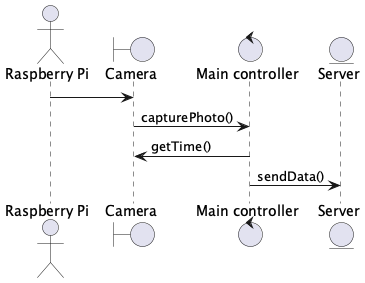 Raspberry Pi Camera Main controller Server
capturePhoto()
getTime()
sendData()
Raspberry Pi Camera Main controller Server